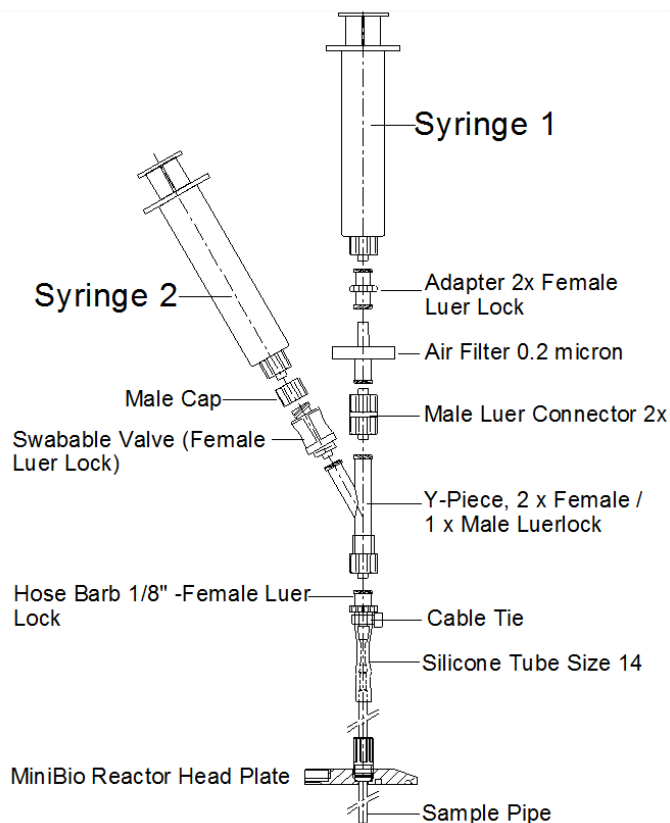 Syringe 1
Adapter 2x Female
Luer Lock
Syringe 2
Air Filter 0.2 micron
Male Cap
Male Luer Connector 2x
Swabable Valve (Female
Luer Lock)
Y-Piece, 2 x Female /
1 x Male Luerlock
Hose Barb 1/8" -Female Luer
Lock
Cable Tie
Silicone Tube Size 14
MiniBio Reactor Head Plate
Sample Pipe